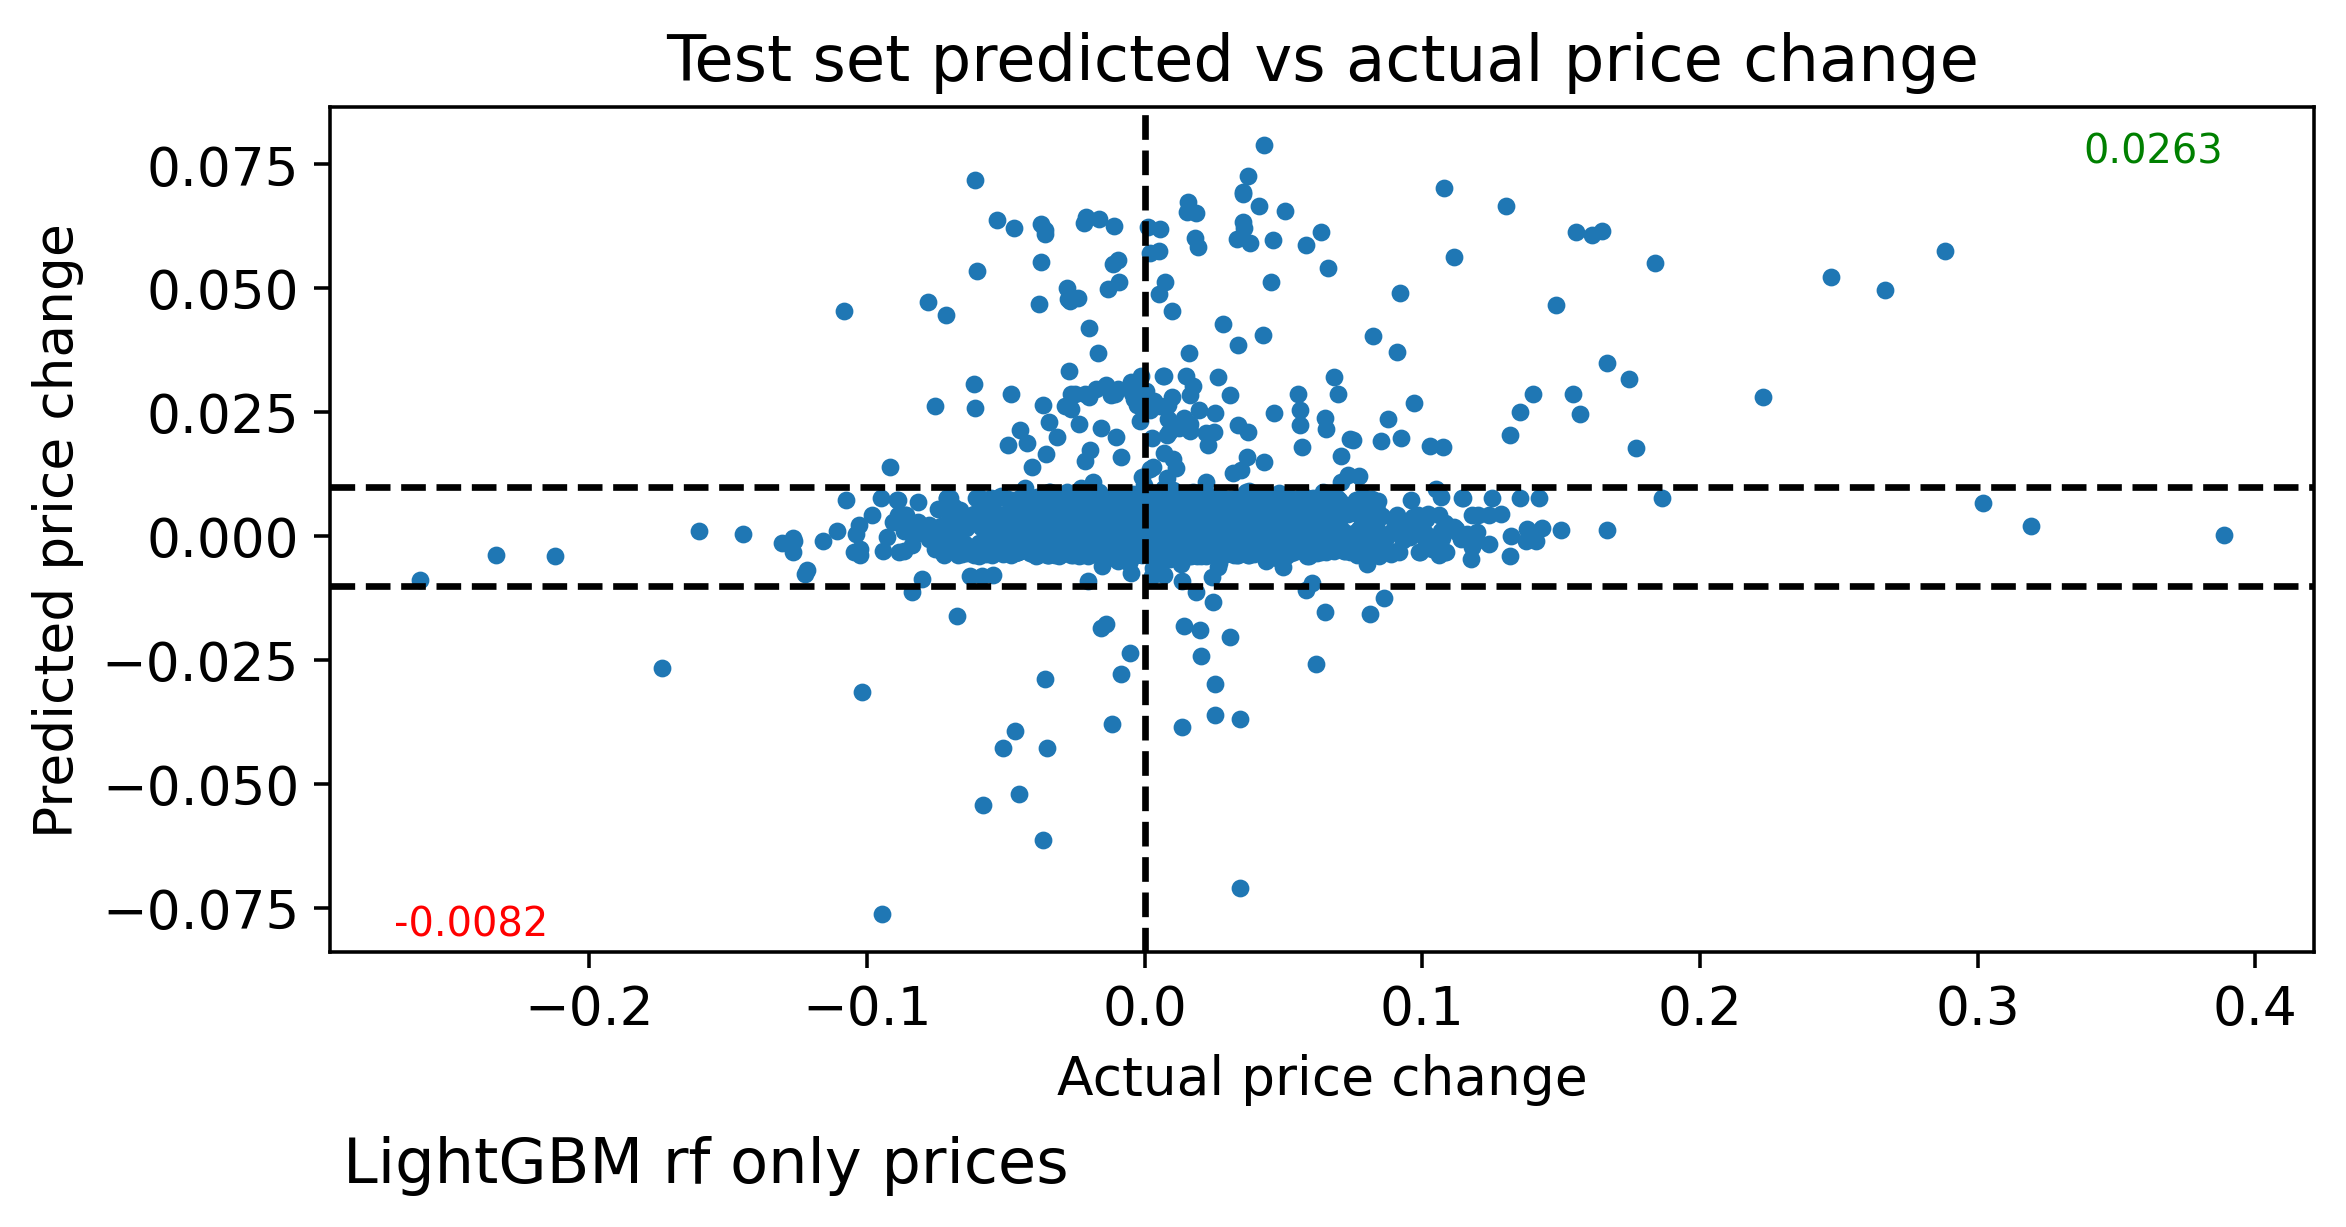 Test set predicted vs actual price change
0.0263
0.075
0.050
0.025
0.000
−0.025
−0.050
−0.075
Predicted price change
-0.0082
−0.2 −0.1 0.0 0.1 0.2 0.3 0.4
Actual price change
LightGBM rf only prices